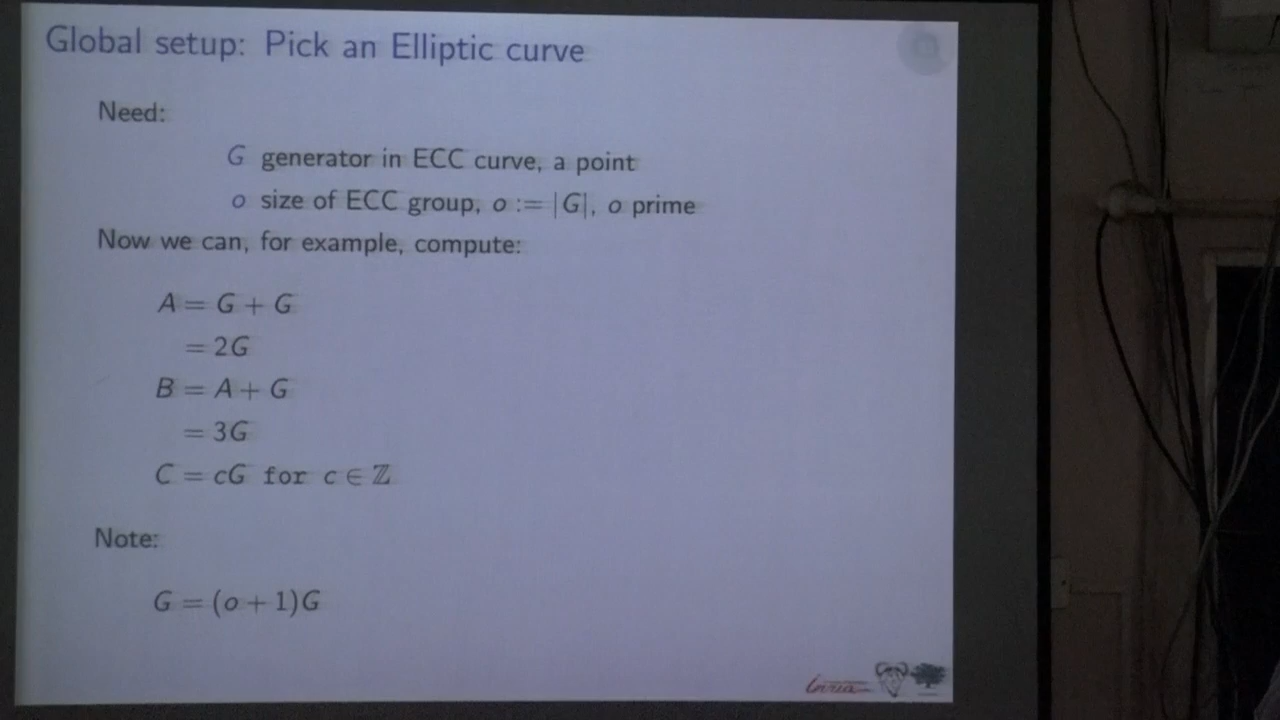 Global setup: Pick an Elliptic curve
Need:
G generator in ECC curve, a point
o size of ECC group, o := |G|, o prime
Now we can, for example, compute:
A = G + G
= 2G
B = A + G
= 3G
C = cG for c ∈ ℤ
Note:
G = (o + 1)G
Inria